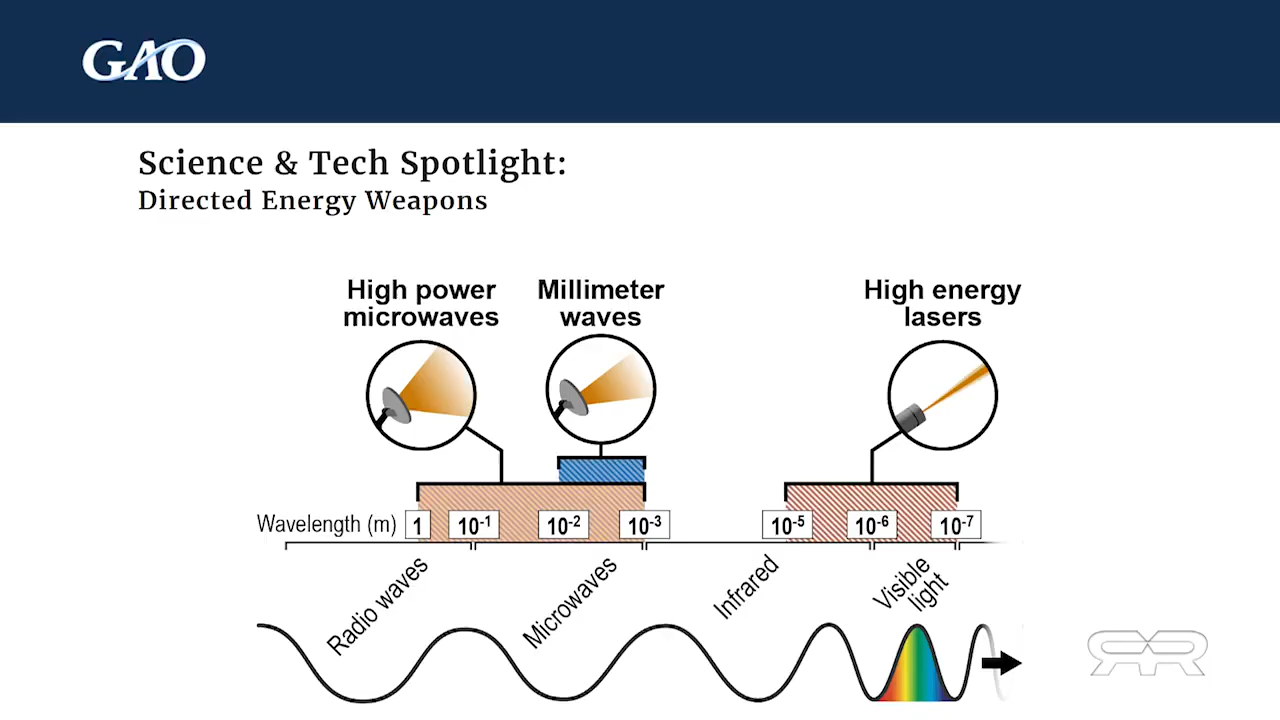 GAO
Science & Tech Spotlight:
Directed Energy Weapons
High power
microwaves
Millimeter
waves
High energy
lasers
Wavelength (m) 1 10⁻¹ 10⁻² 10⁻³ 10⁻⁵ 10⁻⁶ 10⁻⁷
Radio waves
Microwaves
Infrared
Visible
light